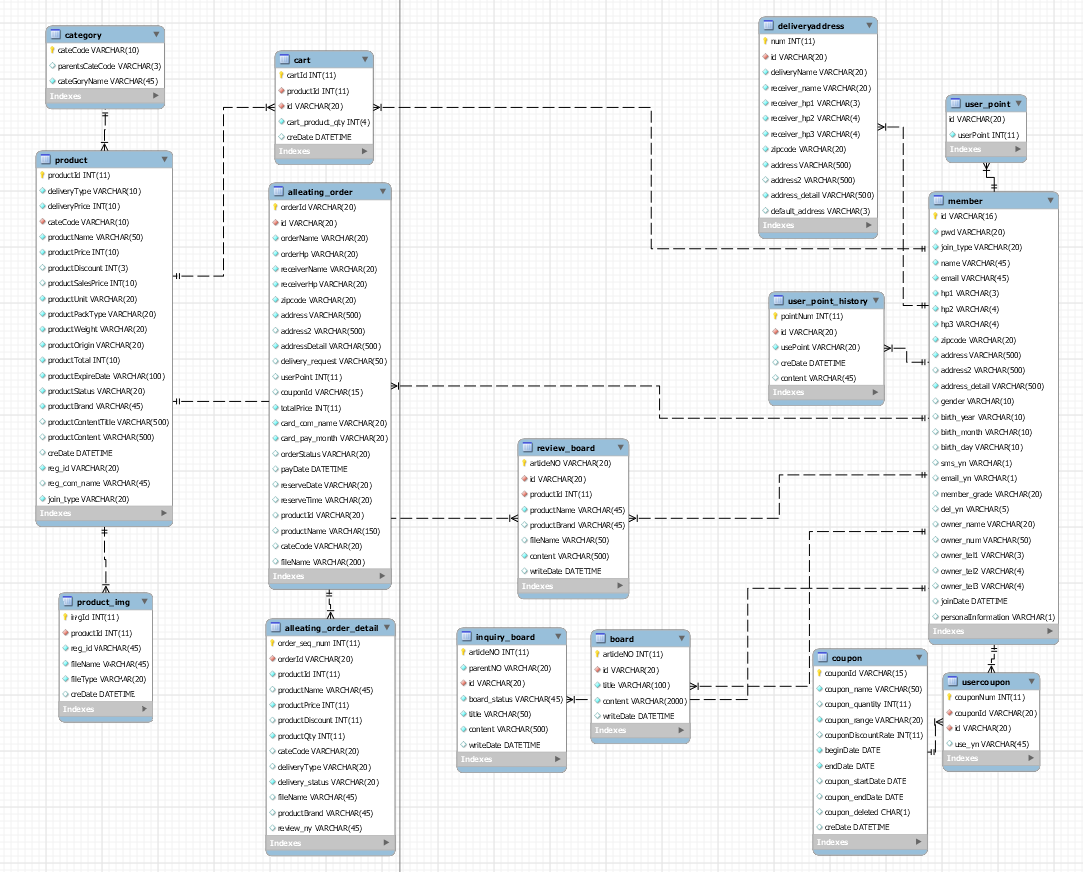 category
cateCode VARCHAR(10)
parentsCateCode VARCHAR(3)
cateGoryName VARCHAR(45)
Indexes
product
productId INT(11)
deliveryType VARCHAR(10)
deliveryPrice INT(10)
cateCode VARCHAR(10)
productName VARCHAR(50)
productPrice INT(10)
productDiscount INT(3)
productSalesPrice INT(10)
productUnit VARCHAR(20)
productPackType VARCHAR(20)
productWeight VARCHAR(20)
productOrigin VARCHAR(20)
productTotal INT(10)
productExpireDate VARCHAR(100)
productStatus VARCHAR(20)
productBrand VARCHAR(45)
productContentTitle VARCHAR(500)
productContent VARCHAR(500)
creDate DATETIME
reg_id VARCHAR(20)
reg_com_name VARCHAR(45)
join_type VARCHAR(20)
Indexes
product_img
imgId INT(11)
productId INT(11)
reg_id VARCHAR(45)
fileName VARCHAR(45)
fileType VARCHAR(20)
creDate DATETIME
Indexes
cart
cartId INT(11)
productId INT(11)
id VARCHAR(20)
cart_product_qty INT(4)
creDate DATETIME
Indexes
alleating_order
orderId VARCHAR(20)
id VARCHAR(20)
orderName VARCHAR(20)
orderHp VARCHAR(20)
receiverName VARCHAR(20)
receiverHp VARCHAR(20)
zipcode VARCHAR(20)
address VARCHAR(500)
address2 VARCHAR(500)
addressDetail VARCHAR(500)
delivery_request VARCHAR(50)
userPoint INT(11)
couponId VARCHAR(15)
totalPrice INT(11)
card_com_name VARCHAR(20)
card_pay_month VARCHAR(20)
orderStatus VARCHAR(20)
payDate DATETIME
reserveDate VARCHAR(20)
reserveTime VARCHAR(20)
productId VARCHAR(20)
productName VARCHAR(150)
cateCode VARCHAR(20)
fileName VARCHAR(200)
Indexes
alleating_order_detail
order_seq_num INT(11)
orderId VARCHAR(20)
productId INT(11)
productName VARCHAR(45)
productPrice INT(11)
productDiscount INT(11)
productQty INT(11)
cateCode VARCHAR(20)
deliveryType VARCHAR(20)
delivery_status VARCHAR(20)
fileName VARCHAR(45)
productBrand VARCHAR(45)
review_ny VARCHAR(45)
Indexes
review_board
articleNO VARCHAR(20)
id VARCHAR(20)
productId INT(11)
productName VARCHAR(45)
productBrand VARCHAR(45)
fileName VARCHAR(50)
content VARCHAR(500)
writeDate DATETIME
Indexes
inquiry_board
articleNO INT(11)
parentNO VARCHAR(20)
id VARCHAR(20)
board_status VARCHAR(45)
title VARCHAR(50)
content VARCHAR(500)
writeDate DATETIME
Indexes
board
articleNO INT(11)
id VARCHAR(20)
title VARCHAR(100)
content VARCHAR(2000)
writeDate DATETIME
Indexes
deliveryaddress
num INT(11)
id VARCHAR(20)
deliveryName VARCHAR(20)
receiver_name VARCHAR(20)
receiver_hp1 VARCHAR(3)
receiver_hp2 VARCHAR(4)
receiver_hp3 VARCHAR(4)
zipcode VARCHAR(20)
address VARCHAR(500)
address2 VARCHAR(500)
address_detail VARCHAR(500)
default_address VARCHAR(3)
Indexes
user_point_history
pointNum INT(11)
id VARCHAR(20)
usePoint VARCHAR(20)
creDate DATETIME
content VARCHAR(45)
Indexes
user_point
id VARCHAR(20)
userPoint INT(11)
Indexes
member
id VARCHAR(16)
pwd VARCHAR(20)
join_type VARCHAR(20)
name VARCHAR(45)
email VARCHAR(45)
hp1 VARCHAR(3)
hp2 VARCHAR(4)
hp3 VARCHAR(4)
zipcode VARCHAR(20)
address VARCHAR(500)
address2 VARCHAR(500)
address_detail VARCHAR(500)
gender VARCHAR(10)
birth_year VARCHAR(10)
birth_month VARCHAR(10)
birth_day VARCHAR(10)
sms_yn VARCHAR(1)
email_yn VARCHAR(1)
member_grade VARCHAR(20)
del_yn VARCHAR(5)
owner_name VARCHAR(20)
owner_num VARCHAR(50)
owner_tel1 VARCHAR(3)
owner_tel2 VARCHAR(4)
owner_tel3 VARCHAR(4)
joinDate DATETIME
personalInformation VARCHAR(1)
Indexes
coupon
couponId VARCHAR(15)
coupon_name VARCHAR(50)
coupon_quantity INT(11)
coupon_range VARCHAR(20)
couponDiscountRate INT(11)
beginDate DATE
endDate DATE
coupon_startDate DATE
coupon_endDate DATE
coupon_deleted CHAR(1)
creDate DATETIME
Indexes
usercoupon
couponNum INT(11)
couponId VARCHAR(20)
id VARCHAR(20)
use_yn VARCHAR(45)
Indexes